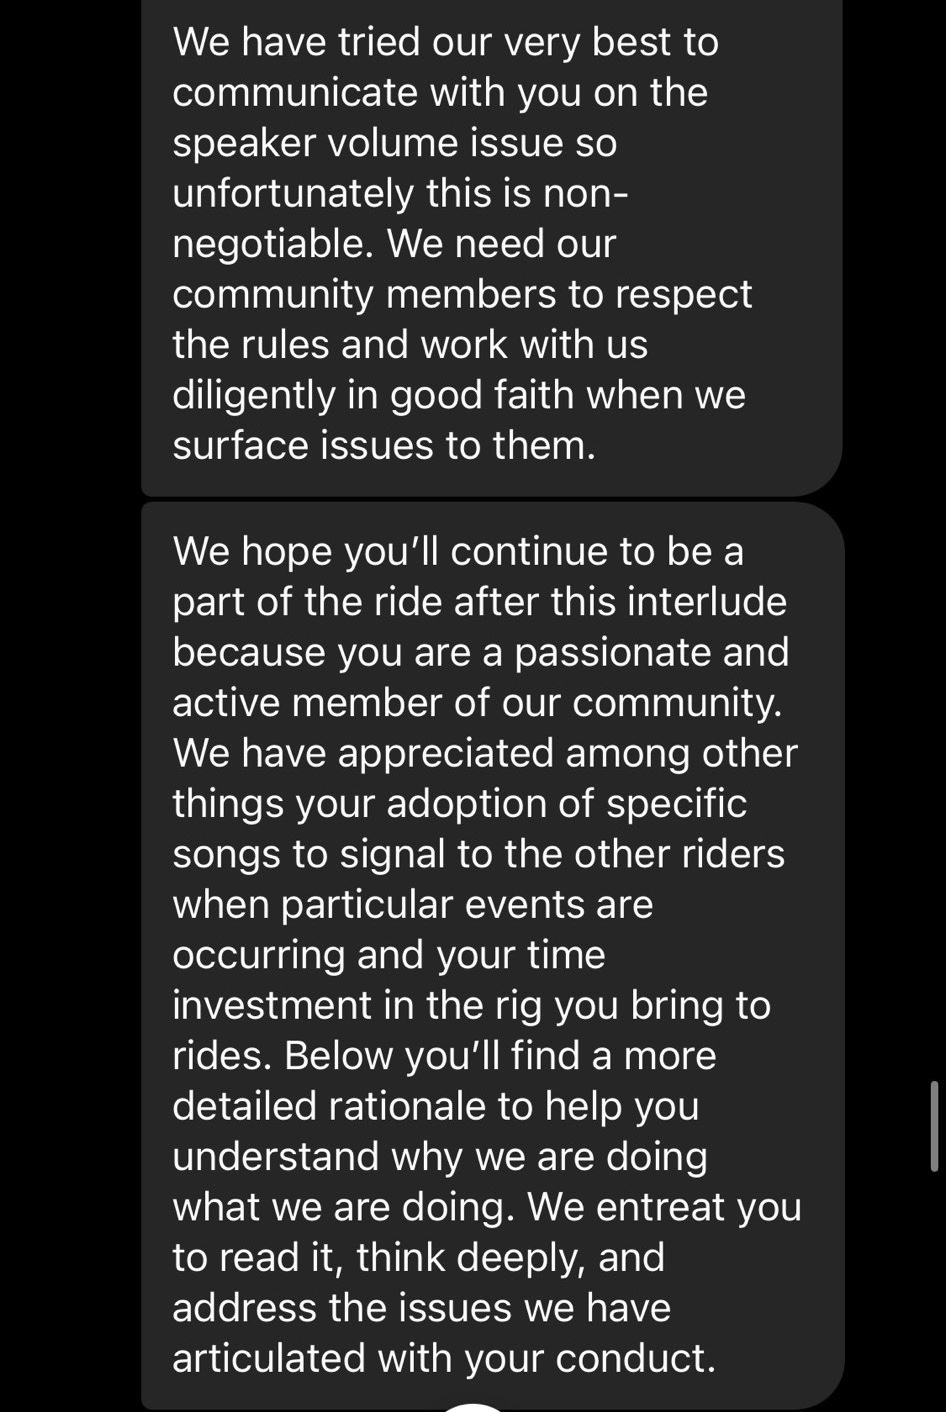 We have tried our very best to
communicate with you on the
speaker volume issue so
unfortunately this is non-
negotiable. We need our
community members to respect
the rules and work with us
diligently in good faith when we
surface issues to them.
We hope you’ll continue to be a
part of the ride after this interlude
because you are a passionate and
active member of our community.
We have appreciated among other
things your adoption of specific
songs to signal to the other riders
when particular events are
occurring and your time
investment in the rig you bring to
rides. Below you’ll find a more
detailed rationale to help you
understand why we are doing
what we are doing. We entreat you
to read it, think deeply, and
address the issues we have
articulated with your conduct.